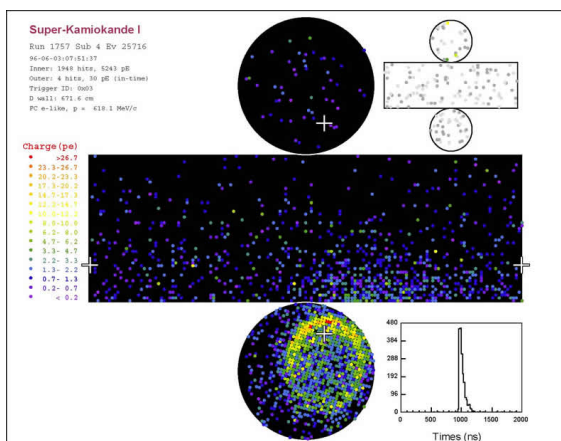 Super-Kamiokande I
Run 1757 Sub 4 Ev 25716
96-06-03:07:51:37
Inner: 1948 hits, 5243 pE
Outer: 4 hits, 30 pE (in-time)
Trigger ID: 0x03
D wall: 671.6 cm
FC e-like, p = 618.1 MeV/c
Charge(pe)
>26.7
23.3-26.7
20.2-23.3
17.3-20.2
14.7-17.3
12.2-14.7
10.0-12.2
8.0-10.0
6.2- 8.0
4.7- 6.2
3.3- 4.7
2.2- 3.3
1.3- 2.2
0.7- 1.3
0.2- 0.7
< 0.2
480
384
288
192
96
0
0 500 1000 1500 2000
Times (ns)